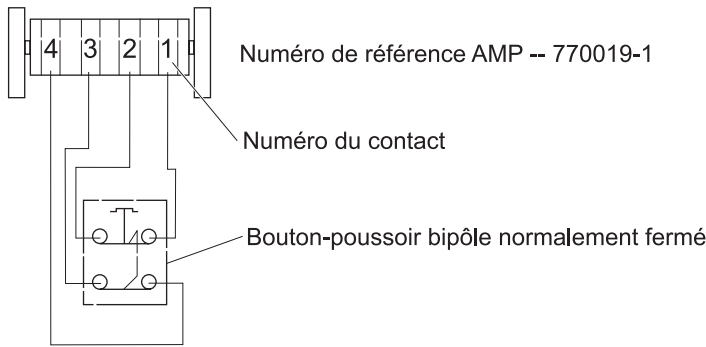 4 3 2 1
Numéro de référence AMP -- 770019-1
Numéro du contact
Bouton-poussoir bipôle normalement fermé